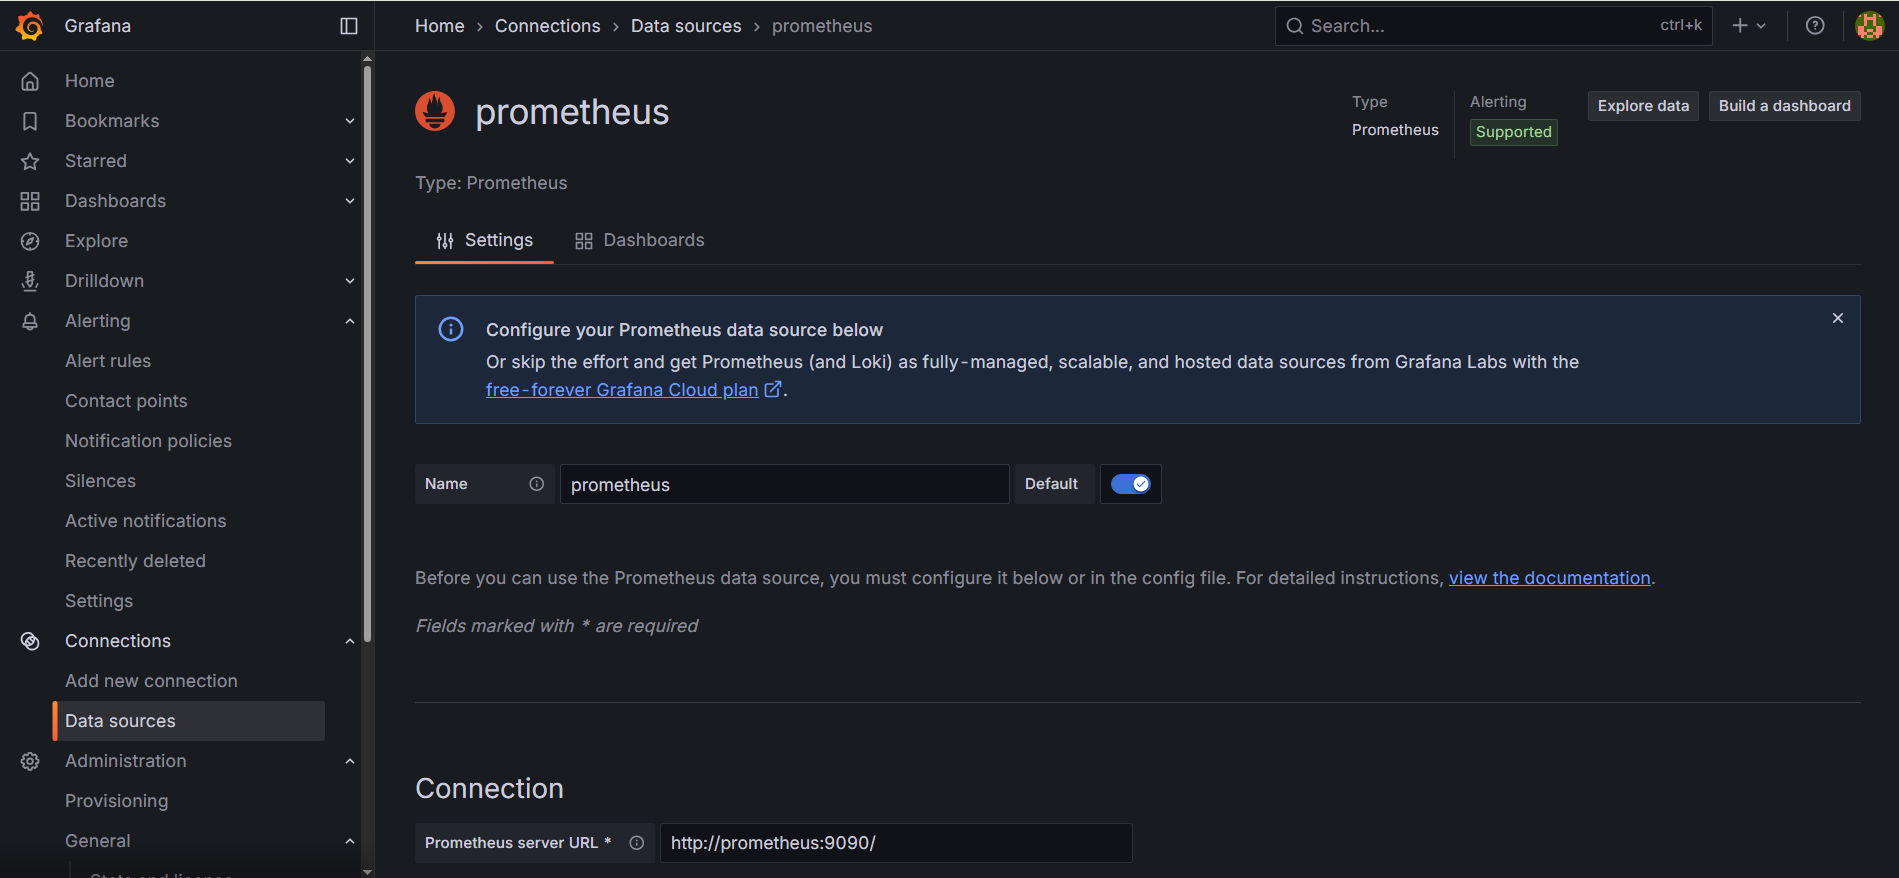 Grafana
Home › Connections › Data sources › prometheus
Search...
ctrl+k
Home
Bookmarks
Starred
Dashboards
Explore
Drilldown
Alerting
Alert rules
Contact points
Notification policies
Silences
Active notifications
Recently deleted
Settings
Connections
Add new connection
Data sources
Administration
Provisioning
General
prometheus
Type
Prometheus
Alerting
Supported
Explore data
Build a dashboard
Type: Prometheus
Settings
Dashboards
Configure your Prometheus data source below
Or skip the effort and get Prometheus (and Loki) as fully-managed, scalable, and hosted data sources from Grafana Labs with the
free-forever Grafana Cloud plan.
Name
prometheus
Default
Before you can use the Prometheus data source, you must configure it below or in the config file. For detailed instructions, view the documentation.
Fields marked with * are required
Connection
Prometheus server URL *
http://prometheus:9090/